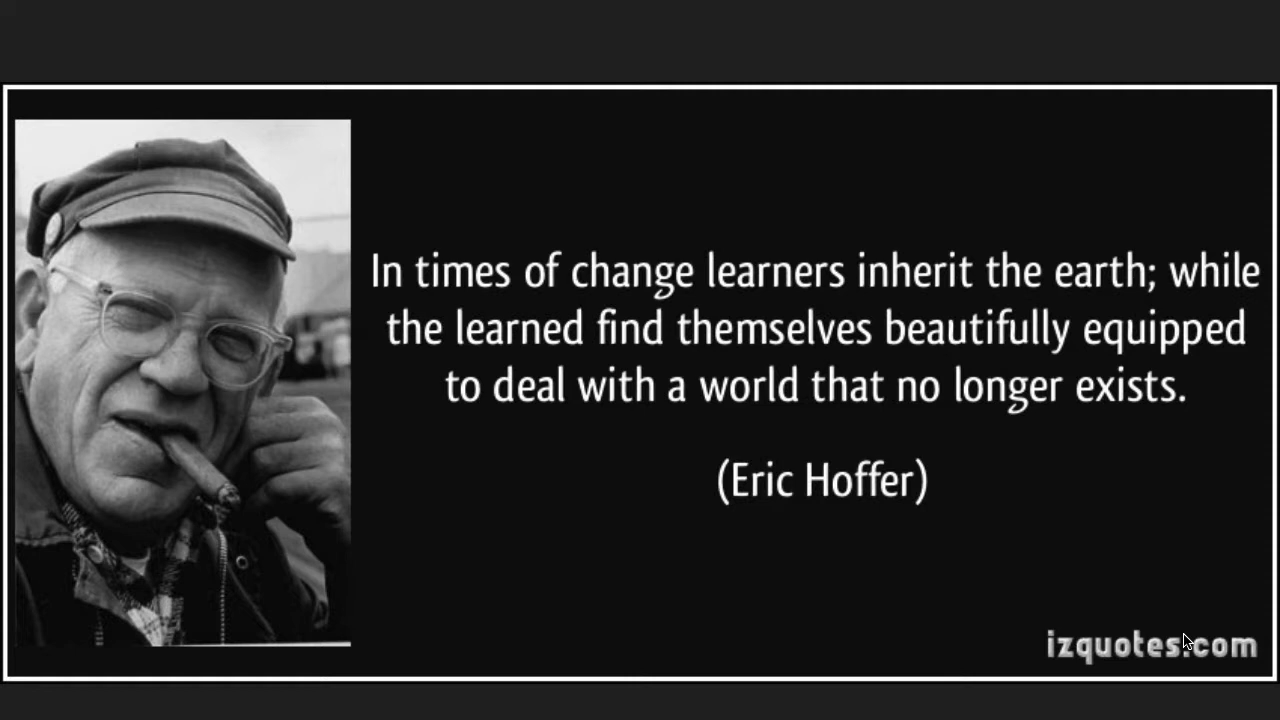 In times of change learners inherit the earth; while
the learned find themselves beautifully equipped
to deal with a world that no longer exists.
(Eric Hoffer)
izquotes.com